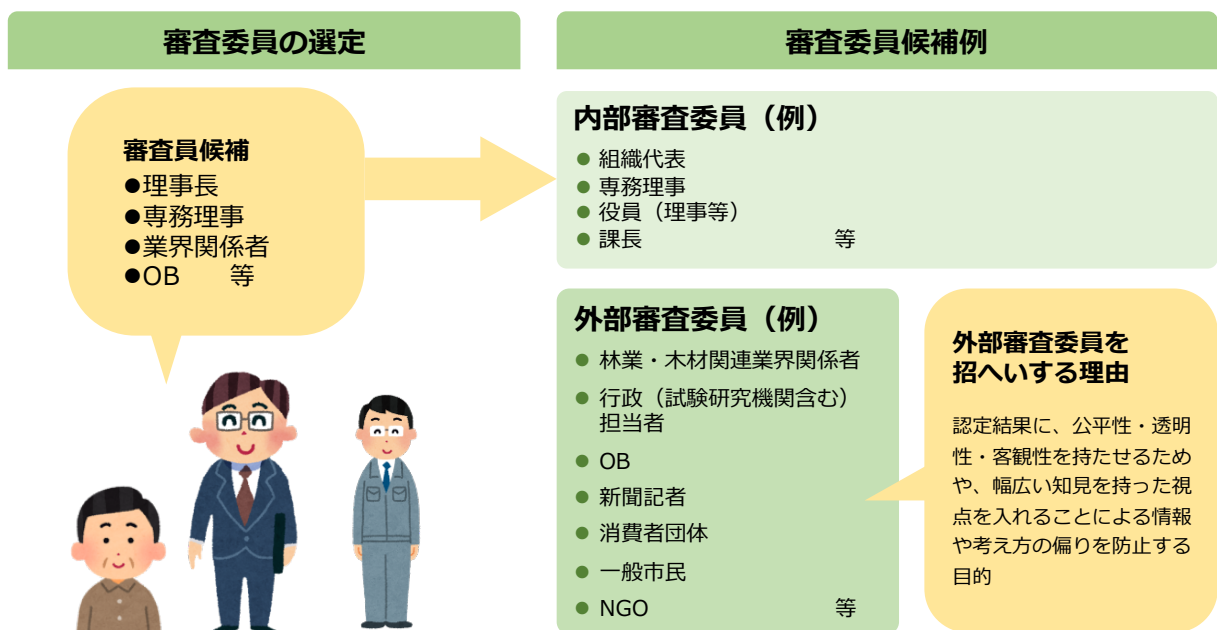 審査委員の選定
審査員候補
●理事長
●専務理事
●業界関係者
●OB 等
審査委員候補例
内部審査委員（例）
● 組織代表
● 専務理事
● 役員（理事等）
● 課長 等
外部審査委員（例）
● 林業・木材関連業界関係者
● 行政（試験研究機関含む）
担当者
● OB
● 新聞記者
● 消費者団体
● 一般市民
● NGO 等
外部審査委員を
招へいする理由
認定結果に、公平性・透明
性・客観性を持たせるため
や、幅広い知見を持った視
点を入れることによる情報
や考え方の偏りを防止する
目的